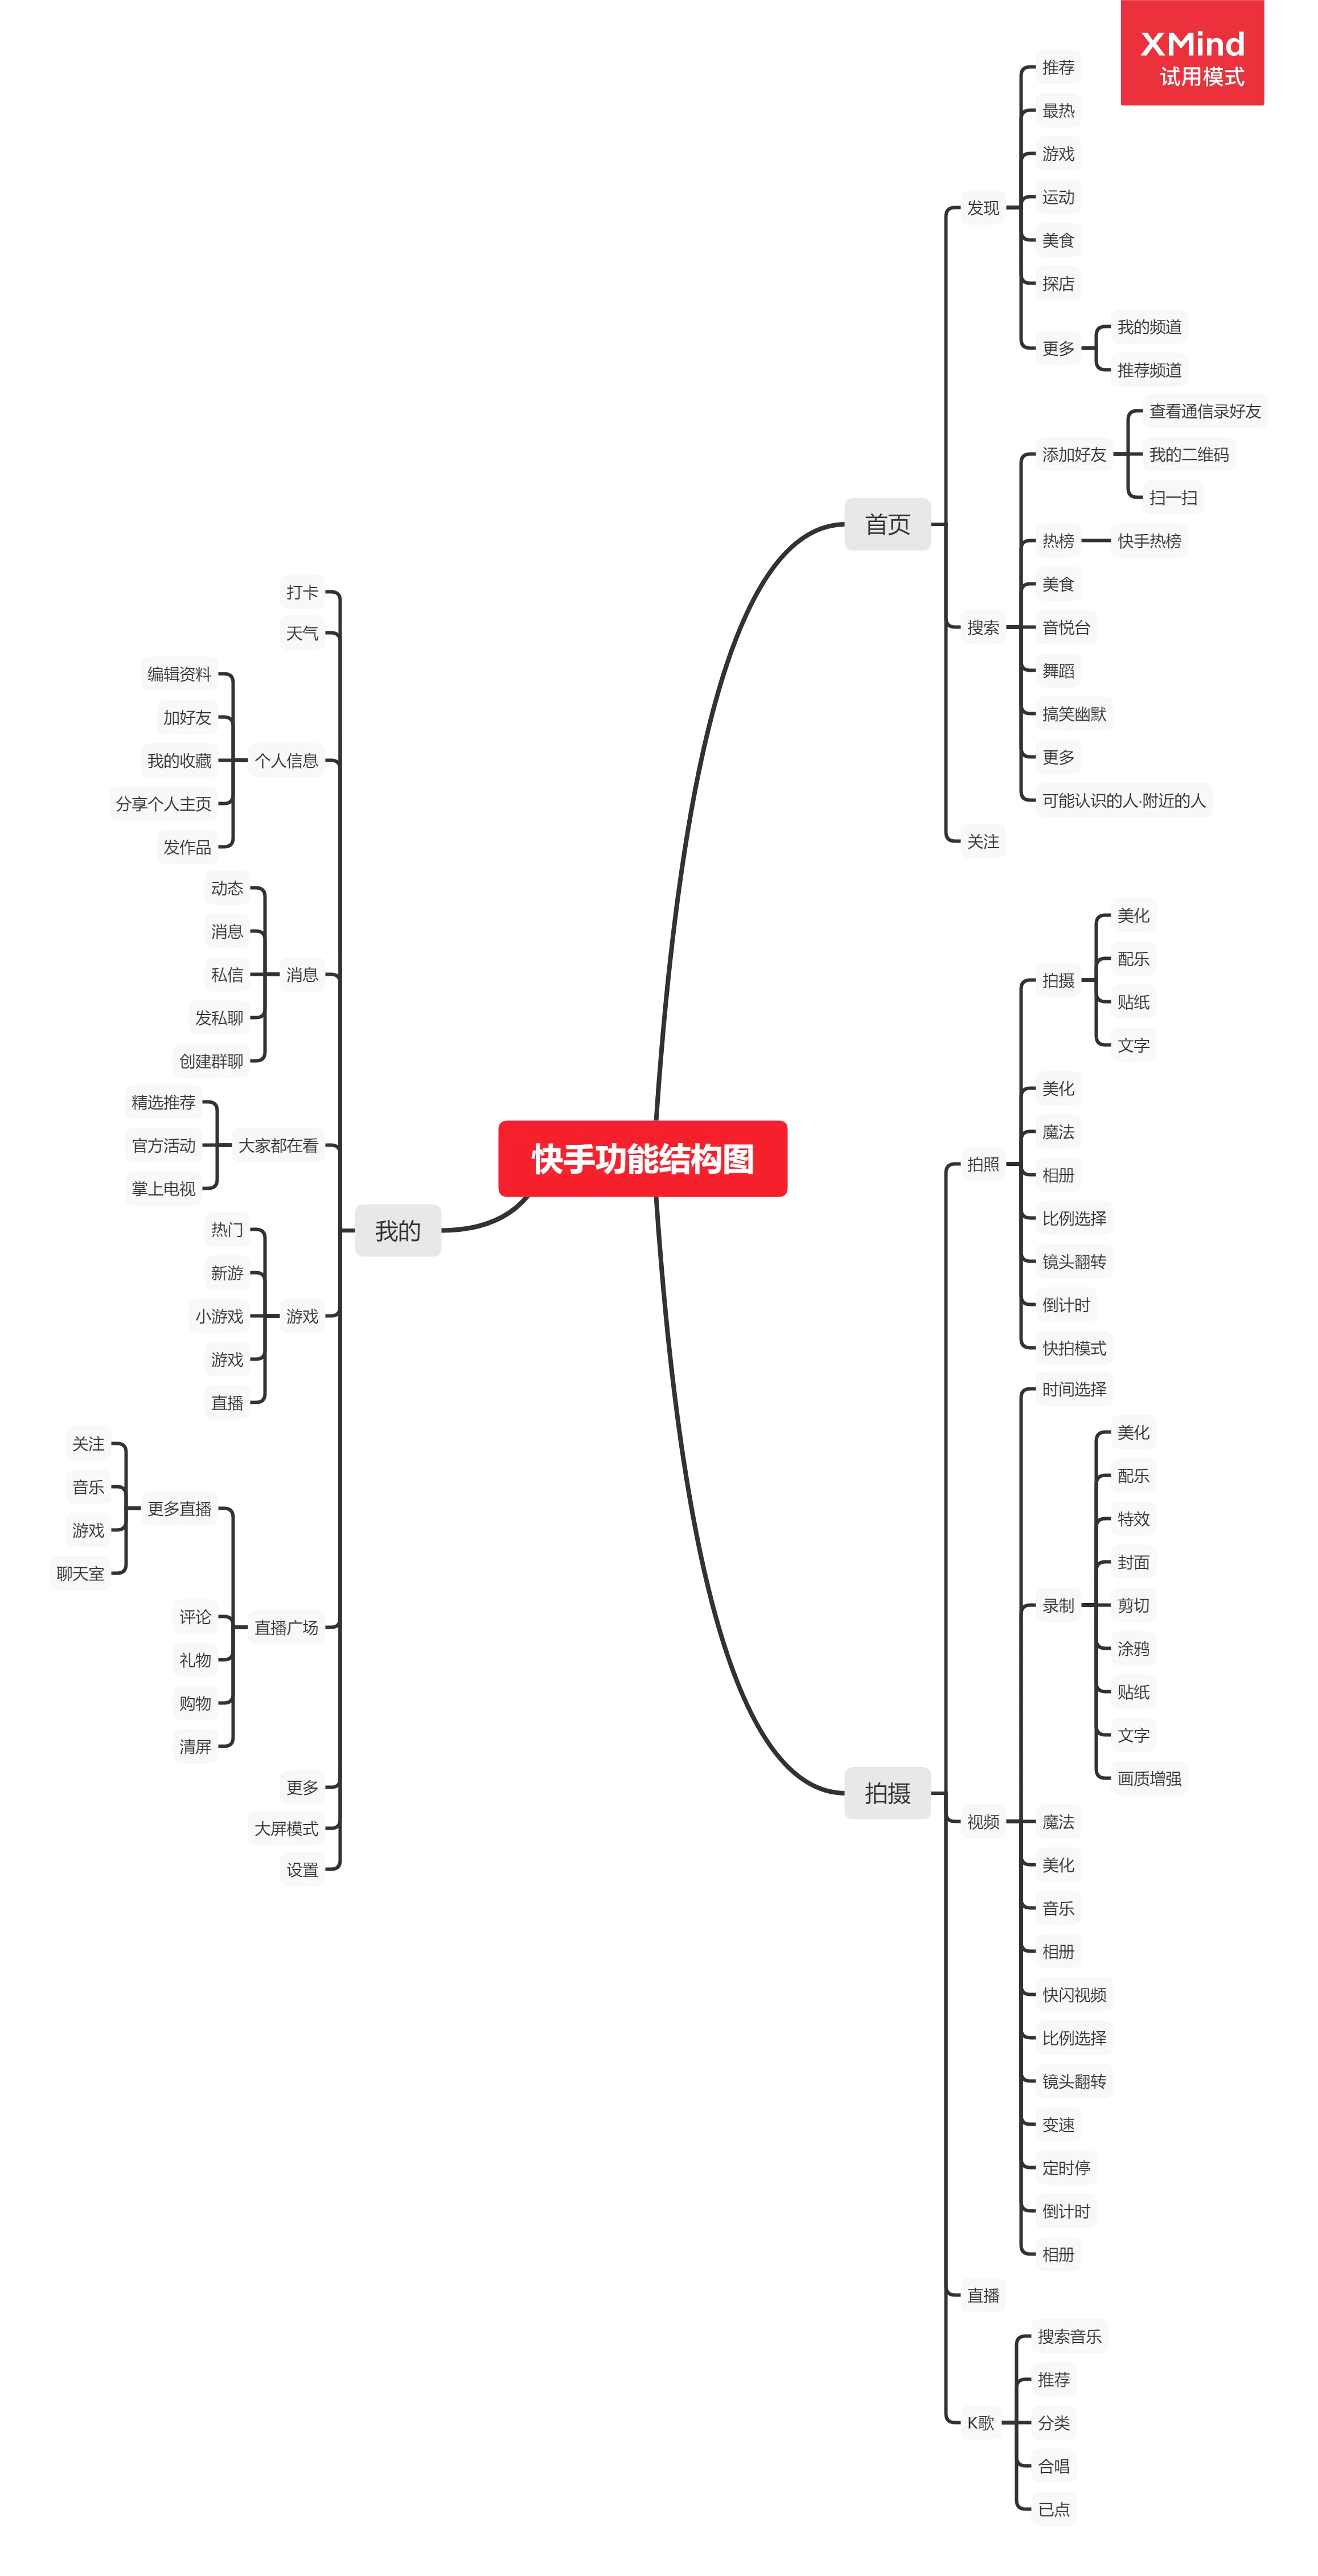 XMind
试用模式
快手功能结构图
首页
发现
推荐
最热
游戏
运动
美食
探店
更多
我的频道
推荐频道
搜索
添加好友
查看通信录好友
我的二维码
扫一扫
热榜
快手热榜
美食
音悦台
舞蹈
搞笑幽默
更多
可能认识的人·附近的人
关注
拍摄
拍照
拍摄
美化
配乐
贴纸
文字
美化
魔法
相册
比例选择
镜头翻转
倒计时
快拍模式
视频
时间选择
录制
美化
配乐
特效
封面
剪切
涂鸦
贴纸
文字
画质增强
魔法
美化
音乐
相册
快闪视频
比例选择
镜头翻转
变速
定时停
倒计时
相册
直播
K歌
搜索音乐
推荐
分类
合唱
已点
我的
打卡
天气
个人信息
编辑资料
加好友
我的收藏
分享个人主页
发作品
消息
动态
消息
私信
发私聊
创建群聊
大家都在看
精选推荐
官方活动
掌上电视
游戏
热门
新游
小游戏
游戏
直播
直播广场
更多直播
关注
音乐
游戏
聊天室
评论
礼物
购物
清屏
更多
大屏模式
设置